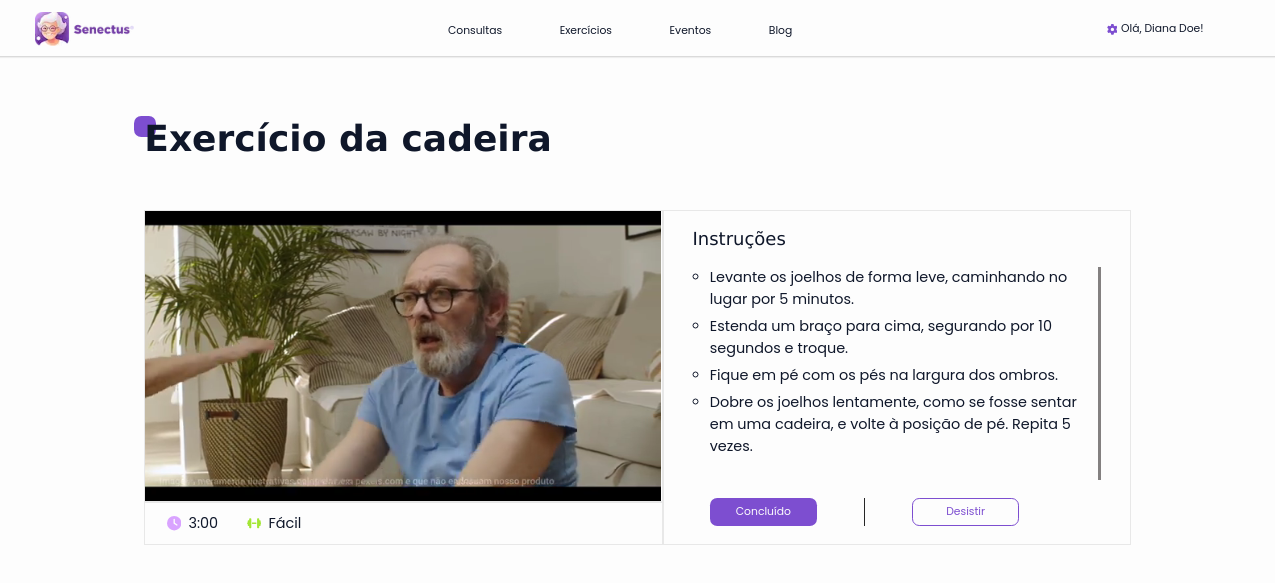 Senectus
Consultas
Exercícios
Eventos
Blog
Olá, Diana Doe!
Exercício da cadeira
BY NIGHT
meramente ilustrativas
pexels.com e que não endossam nosso produto
3:00
Fácil
Instruções
Levante os joelhos de forma leve, caminhando no
lugar por 5 minutos.
Estenda um braço para cima, segurando por 10
segundos e troque.
Fique em pé com os pés na largura dos ombros.
Dobre os joelhos lentamente, como se fosse sentar
em uma cadeira, e volte à posição de pé. Repita 5
vezes.
Concluído
Desistir